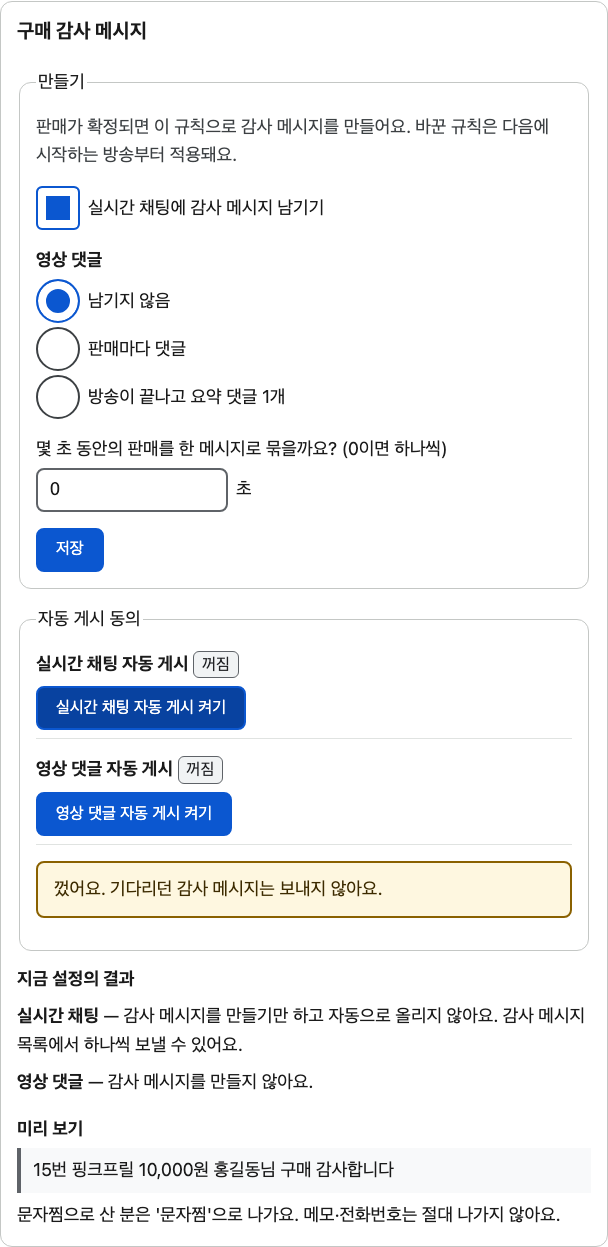 구매 감사 메시지
만들기
판매가 확정되면 이 규칙으로 감사 메시지를 만들어요. 바꾼 규칙은 다음에
시작하는 방송부터 적용돼요.
실시간 채팅에 감사 메시지 남기기
영상 댓글
남기지 않음
판매마다 댓글
방송이 끝나고 요약 댓글 1개
몇 초 동안의 판매를 한 메시지로 묶을까요? (0이면 하나씩)
0 초
저장
자동 게시 동의
실시간 채팅 자동 게시 꺼짐
실시간 채팅 자동 게시 켜기
영상 댓글 자동 게시 꺼짐
영상 댓글 자동 게시 켜기
껐어요. 기다리던 감사 메시지는 보내지 않아요.
지금 설정의 결과
실시간 채팅 — 감사 메시지를 만들기만 하고 자동으로 올리지 않아요. 감사 메시지
목록에서 하나씩 보낼 수 있어요.
영상 댓글 — 감사 메시지를 만들지 않아요.
미리 보기
15번 핑크프릴 10,000원 홍길동님 구매 감사합니다
문자찜으로 산 분은 '문자찜'으로 나가요. 메모·전화번호는 절대 나가지 않아요.